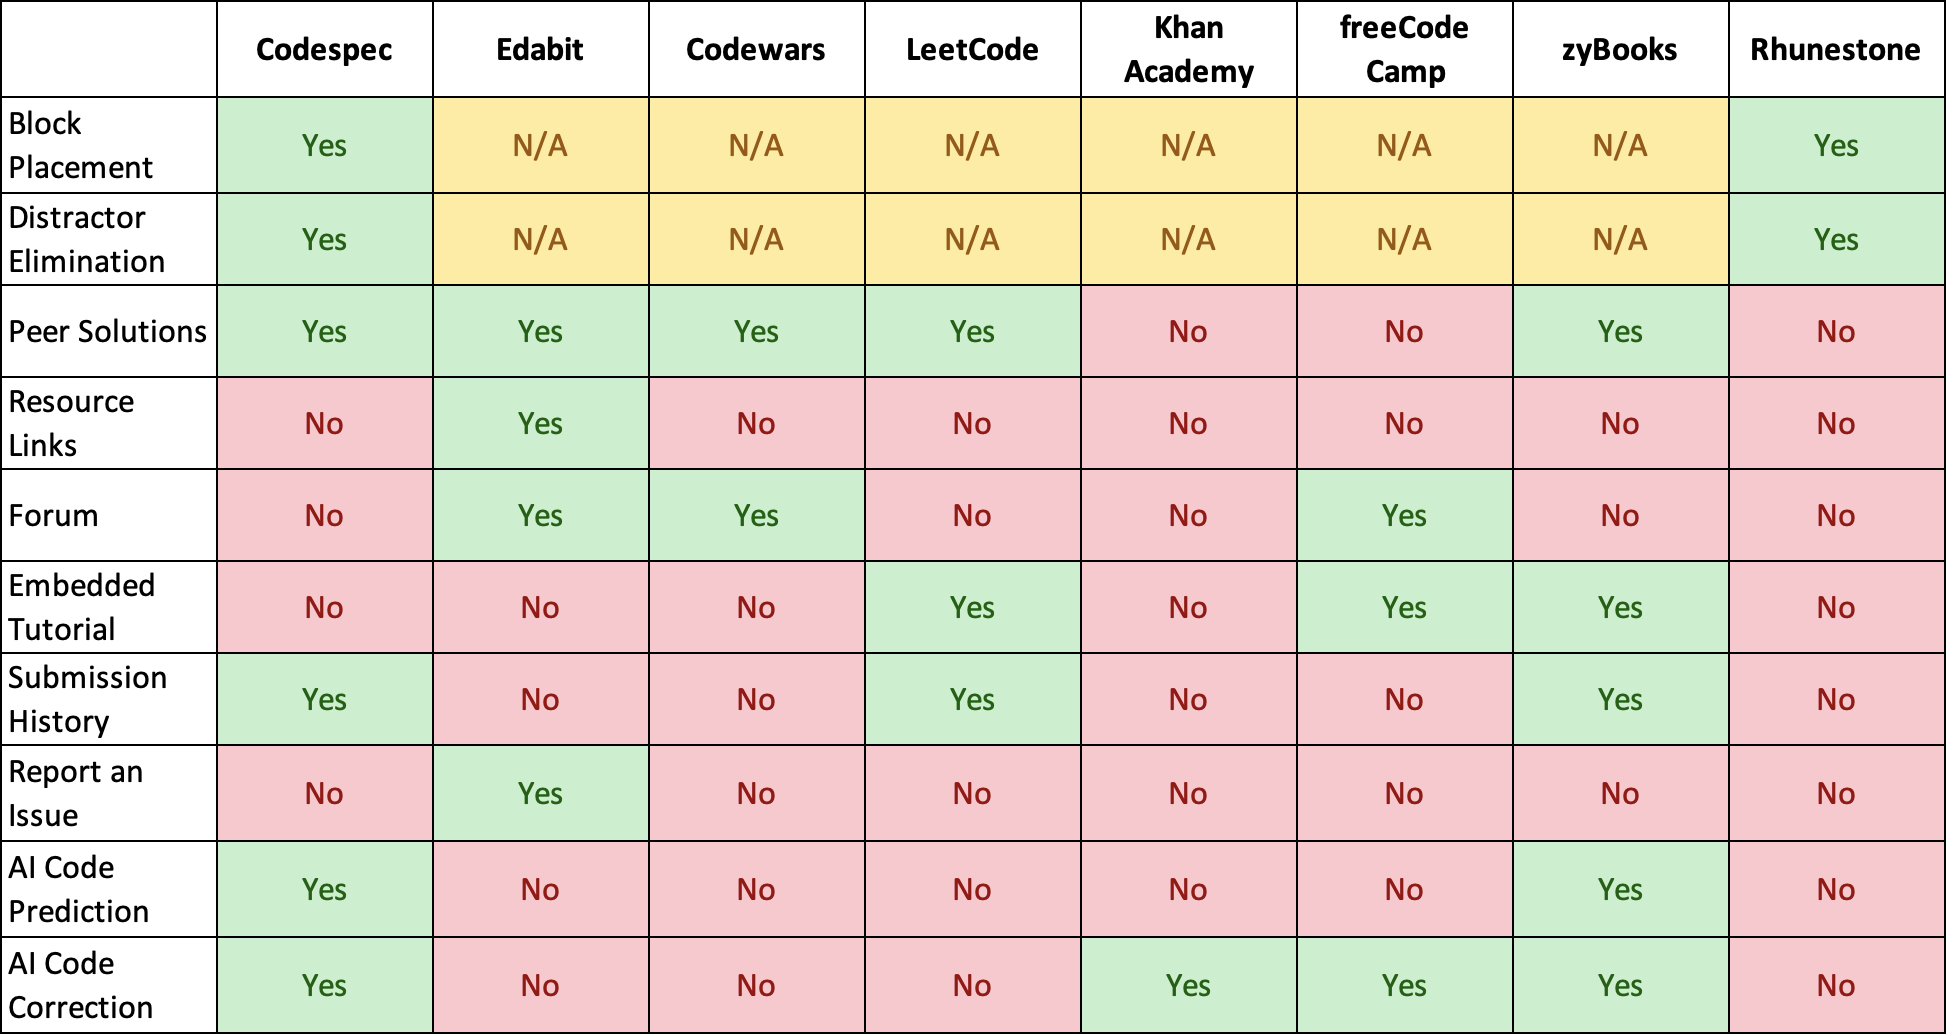 Codespec Edabit Codewars LeetCode Khan Academy freeCode Camp zyBooks Rhunestone
Block Placement Yes N/A N/A N/A N/A N/A N/A Yes
Distractor Elimination Yes N/A N/A N/A N/A N/A N/A Yes
Peer Solutions Yes Yes Yes Yes No No Yes No
Resource Links No Yes No No No No No No
Forum No Yes Yes No No Yes No No
Embedded Tutorial No No No Yes No Yes Yes No
Submission History Yes No No Yes No No Yes No
Report an Issue No Yes No No No No No No
AI Code Prediction Yes No No No No No Yes No
AI Code Correction Yes No No No Yes Yes Yes No